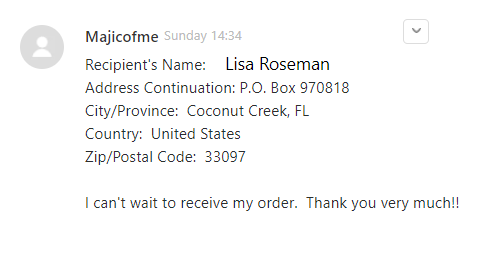 Majicofme Sunday 14:34
Recipient's Name: Lisa Roseman
Address Continuation: P.O. Box 970818
City/Province: Coconut Creek, FL
Country: United States
Zip/Postal Code: 33097
I can't wait to receive my order. Thank you very much!!